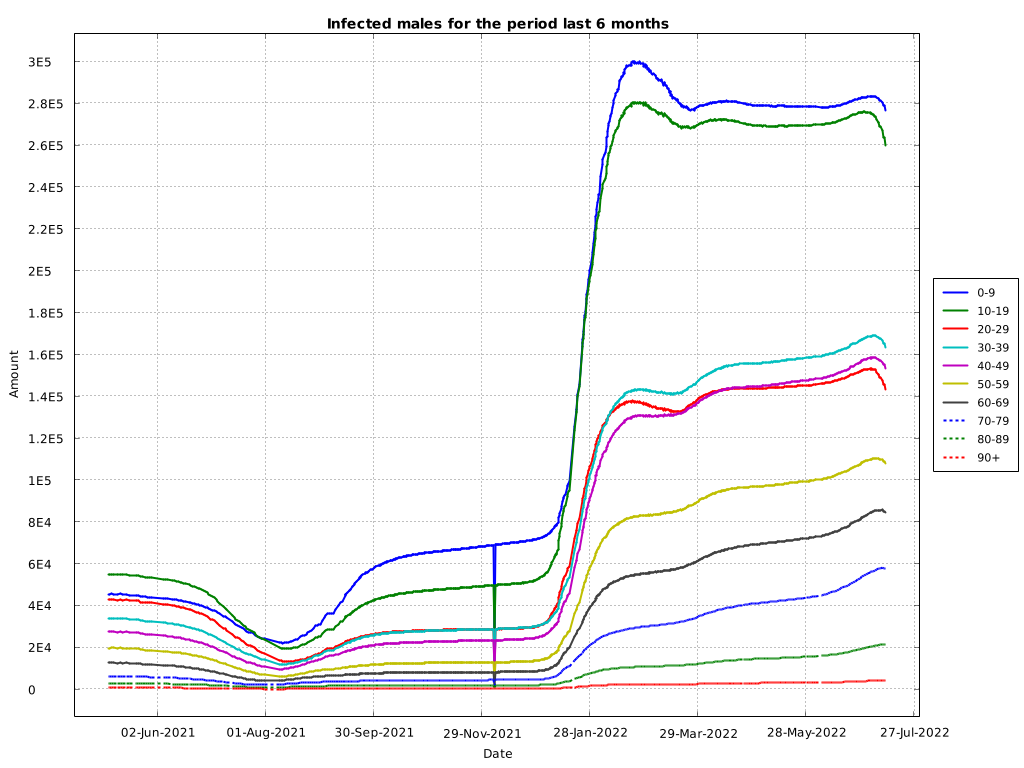 Infected males for the period last 6 months
3E5
2.8E5
2.6E5
2.4E5
2.2E5
2E5
1.8E5
1.6E5
1.4E5
1.2E5
1E5
8E4
6E4
4E4
2E4
0
Amount
02-Jun-2021
01-Aug-2021
30-Sep-2021
29-Nov-2021
28-Jan-2022
29-Mar-2022
28-May-2022
27-Jul-2022
Date
0-9
10-19
20-29
30-39
40-49
50-59
60-69
70-79
80-89
90+